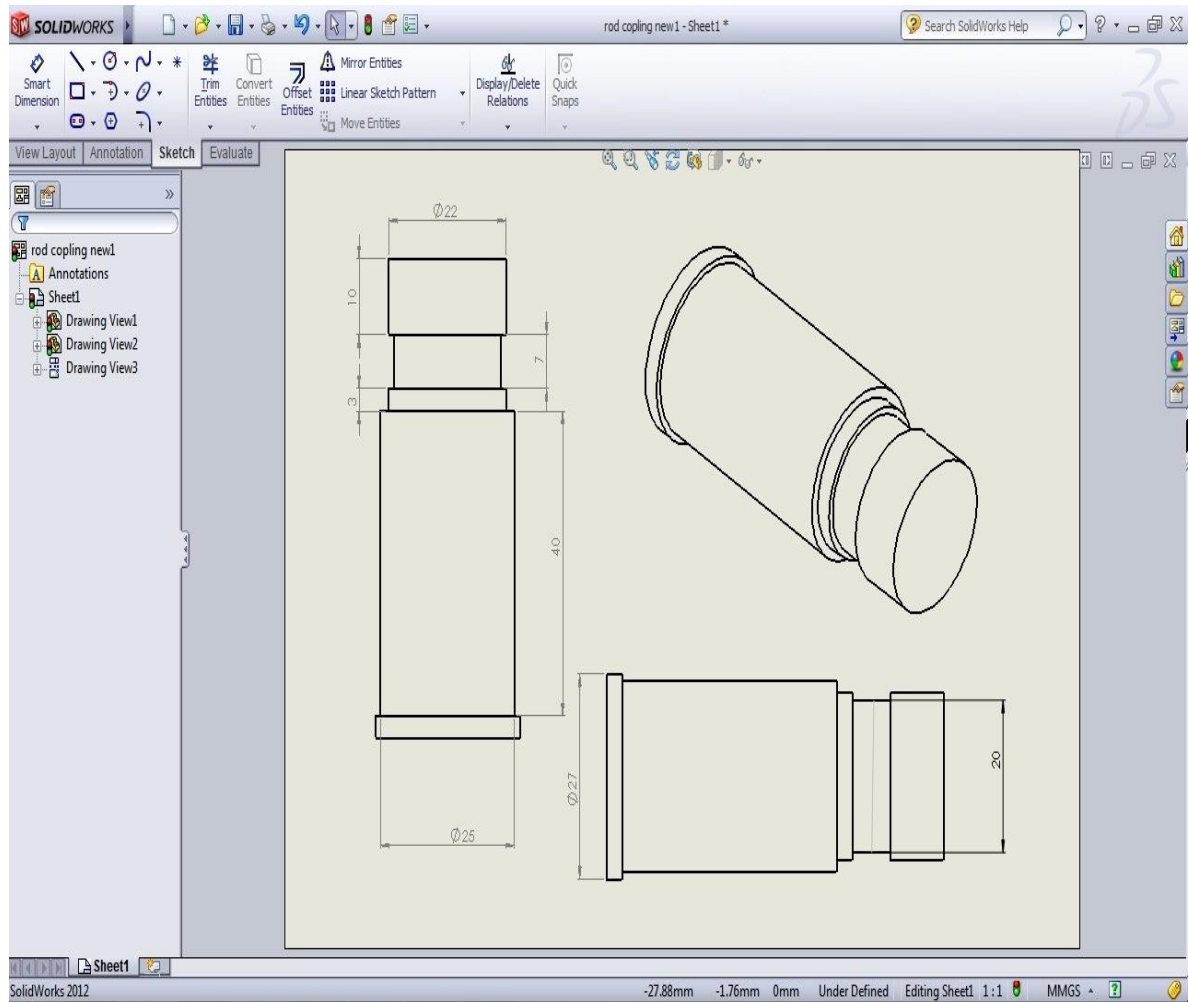 SOLIDWORKS
rod copling new1 - Sheet1 *
Search SolidWorks Help
Smart Dimension
Trim Entities
Convert Entities
Offset Entities
Mirror Entities
Linear Sketch Pattern
Move Entities
Display/Delete Relations
Quick Snaps
View Layout
Annotation
Sketch
Evaluate
rod copling new1
A Annotations
Sheet1
Drawing View1
Drawing View2
Drawing View3
Ø22
10
7
3
40
Ø25
Ø27
20
Sheet1
SolidWorks 2012
-27.88mm -1.76mm 0mm Under Defined Editing Sheet1 1:1 MMGS